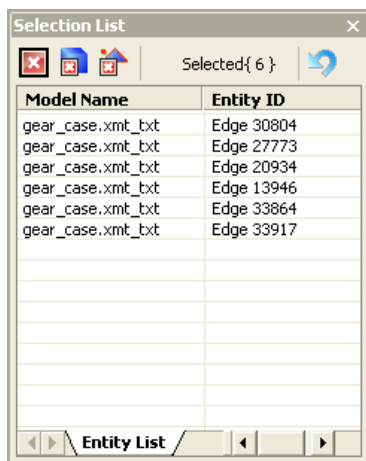 Selection List
Selected{ 6 }
Model Name Entity ID
gear_case.xmt_txt Edge 30804
gear_case.xmt_txt Edge 27773
gear_case.xmt_txt Edge 20934
gear_case.xmt_txt Edge 13946
gear_case.xmt_txt Edge 33864
gear_case.xmt_txt Edge 33917
Entity List